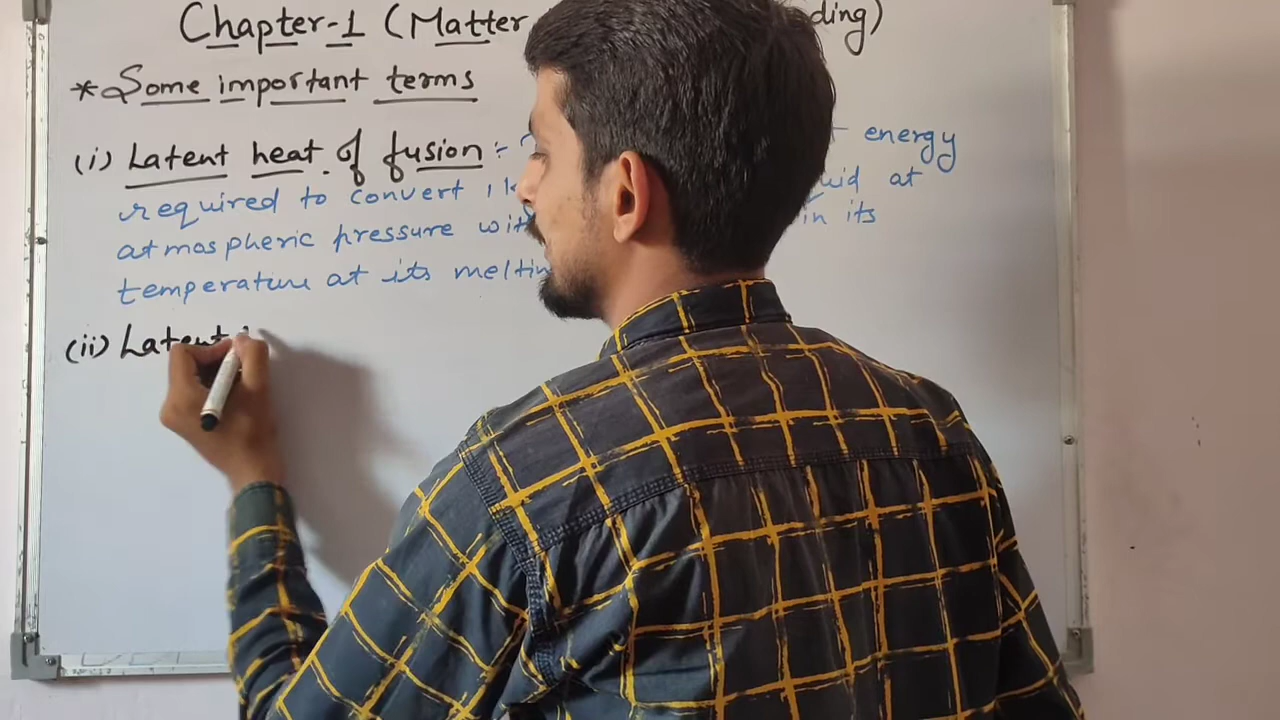 Chapter-1 (Matter ding)
*Some important terms
(i) Latent heat of fusion :- energy
required to convert 1 k uid at
atmospheric pressure with in its
temperature at its meltin
(ii) Latent